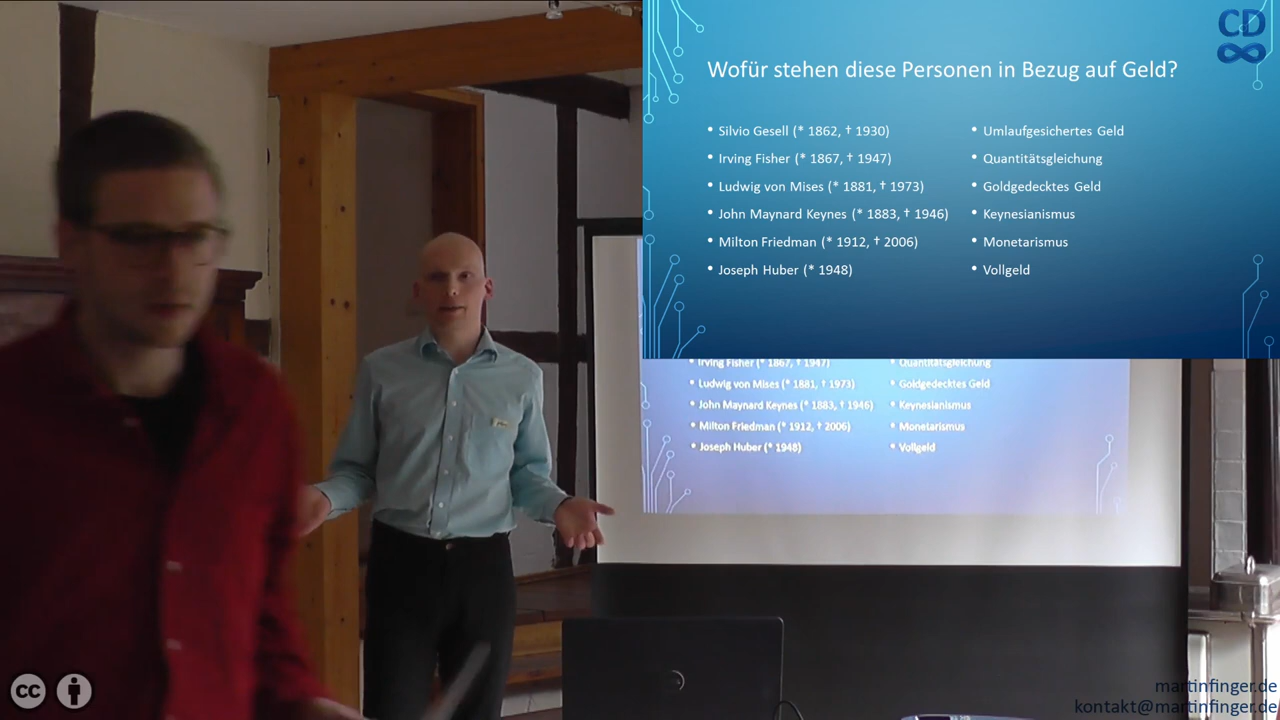 CD
Wofür stehen diese Personen in Bezug auf Geld?
• Silvio Gesell (* 1862, † 1930)
• Umlaufgesichertes Geld
• Irving Fisher (* 1867, † 1947)
• Quantitätsgleichung
• Ludwig von Mises (* 1881, † 1973)
• Goldgedecktes Geld
• John Maynard Keynes (* 1883, † 1946)
• Keynesianismus
• Milton Friedman (* 1912, † 2006)
• Monetarismus
• Joseph Huber (* 1948)
• Vollgeld
• Irving Fisher (* 1867, † 1947)
• Quantitätsgleichung
• Ludwig von Mises (* 1881, † 1973)
• Goldgedecktes Geld
• John Maynard Keynes (* 1883, † 1946)
• Keynesianismus
• Milton Friedman (* 1912, † 2006)
• Monetarismus
• Joseph Huber (* 1948)
• Vollgeld
cc
martinfinger.de
kontakt@martinfinger.de